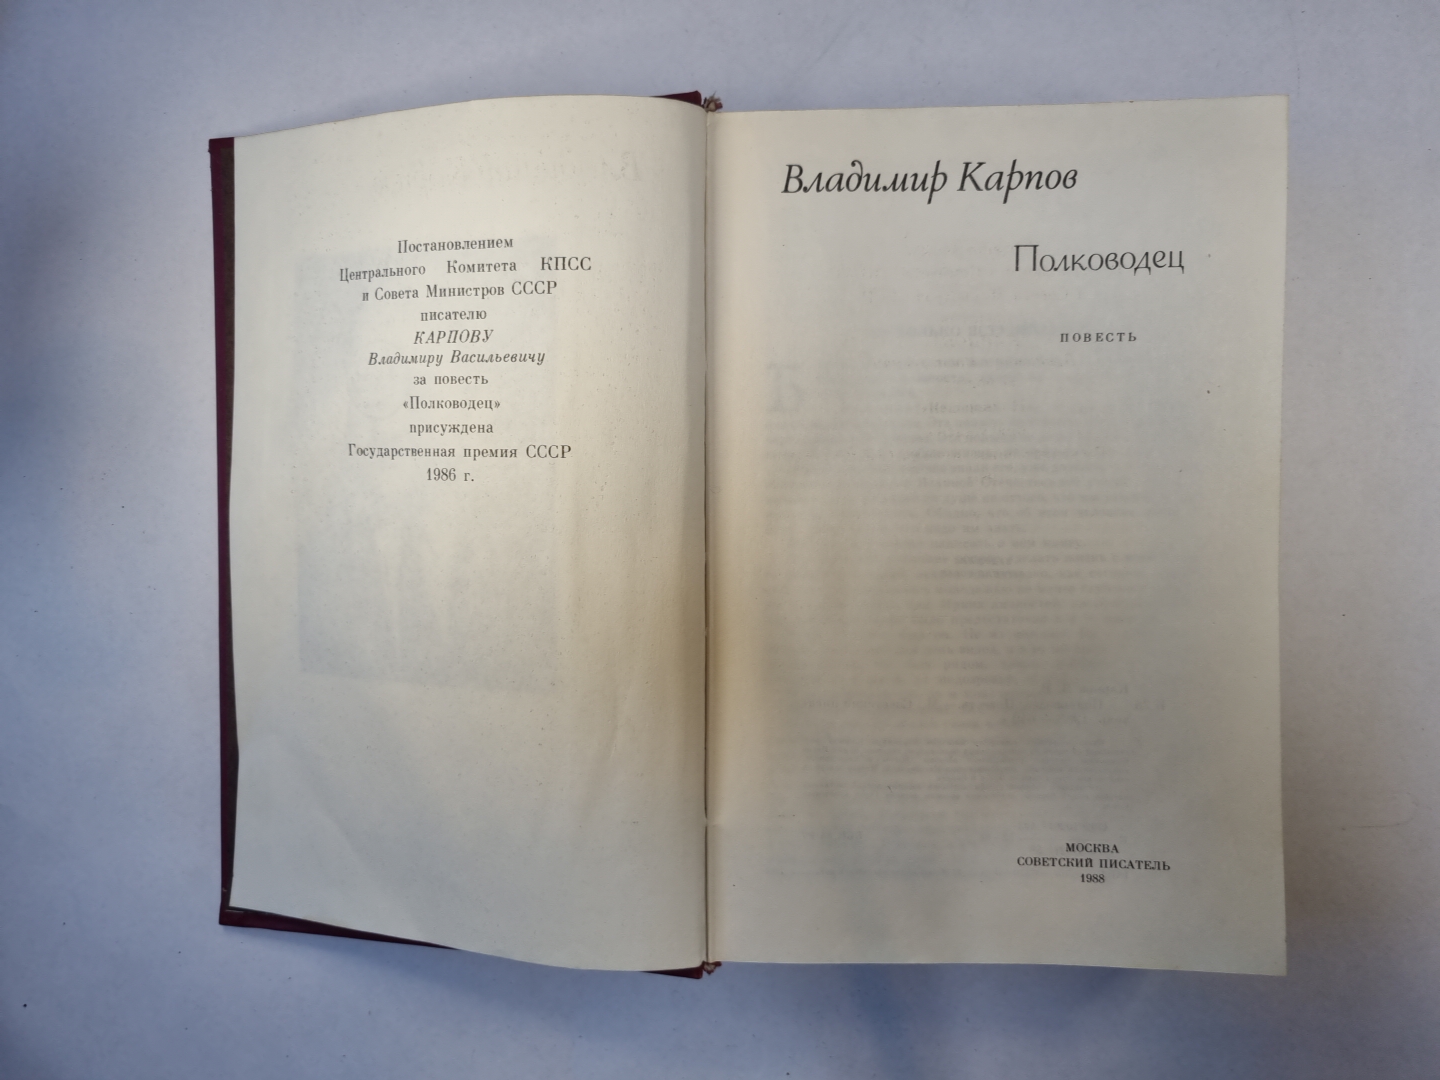 Постановлением
Центрального Комитета КПСС
и Совета Министров СССР
писателю
КАРПОВУ
Владимиру Васильевичу
за повесть
«Полководец»
присуждена
Государственная премия СССР
1986 г.
Владимир Карпов
Полководец
ПОВЕСТЬ
МОСКВА
СОВЕТСКИЙ ПИСАТЕЛЬ
1988